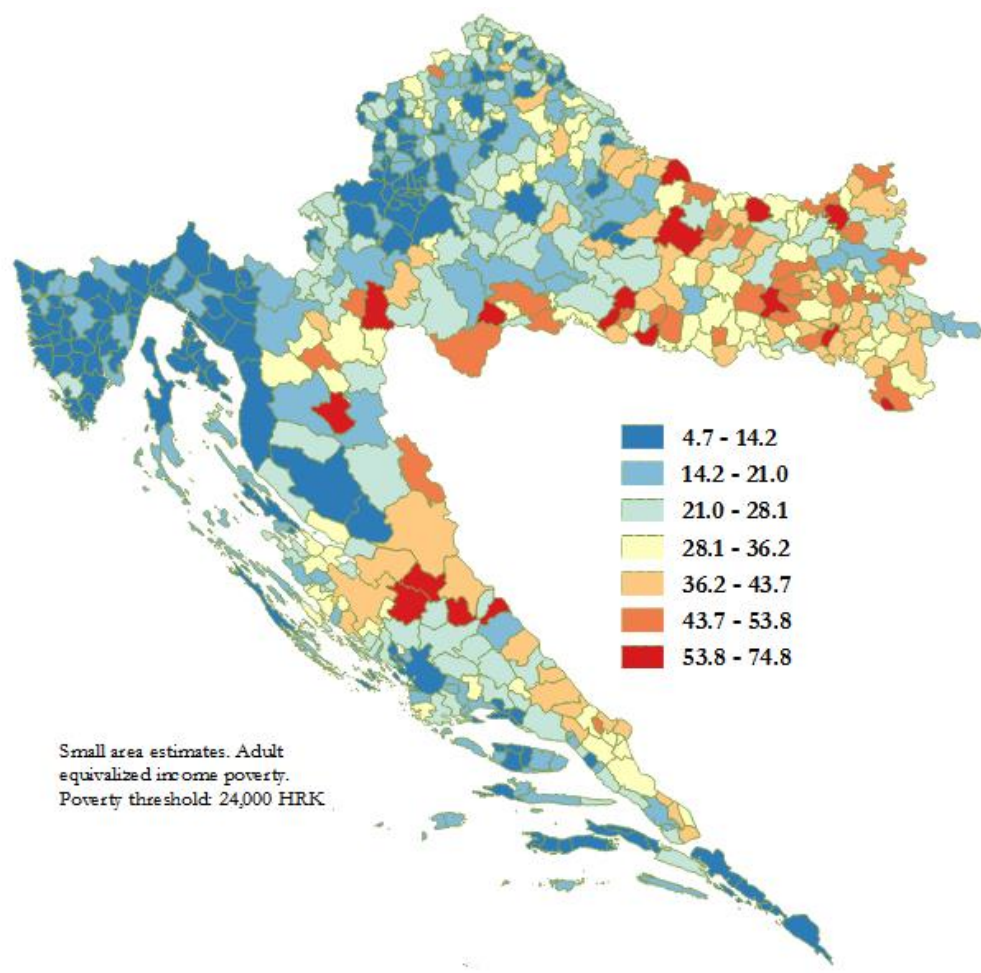 4.7 - 14.2
14.2 - 21.0
21.0 - 28.1
28.1 - 36.2
36.2 - 43.7
43.7 - 53.8
53.8 - 74.8
Small area estimates. Adult
equivalized income poverty.
Poverty threshold: 24,000 HRK